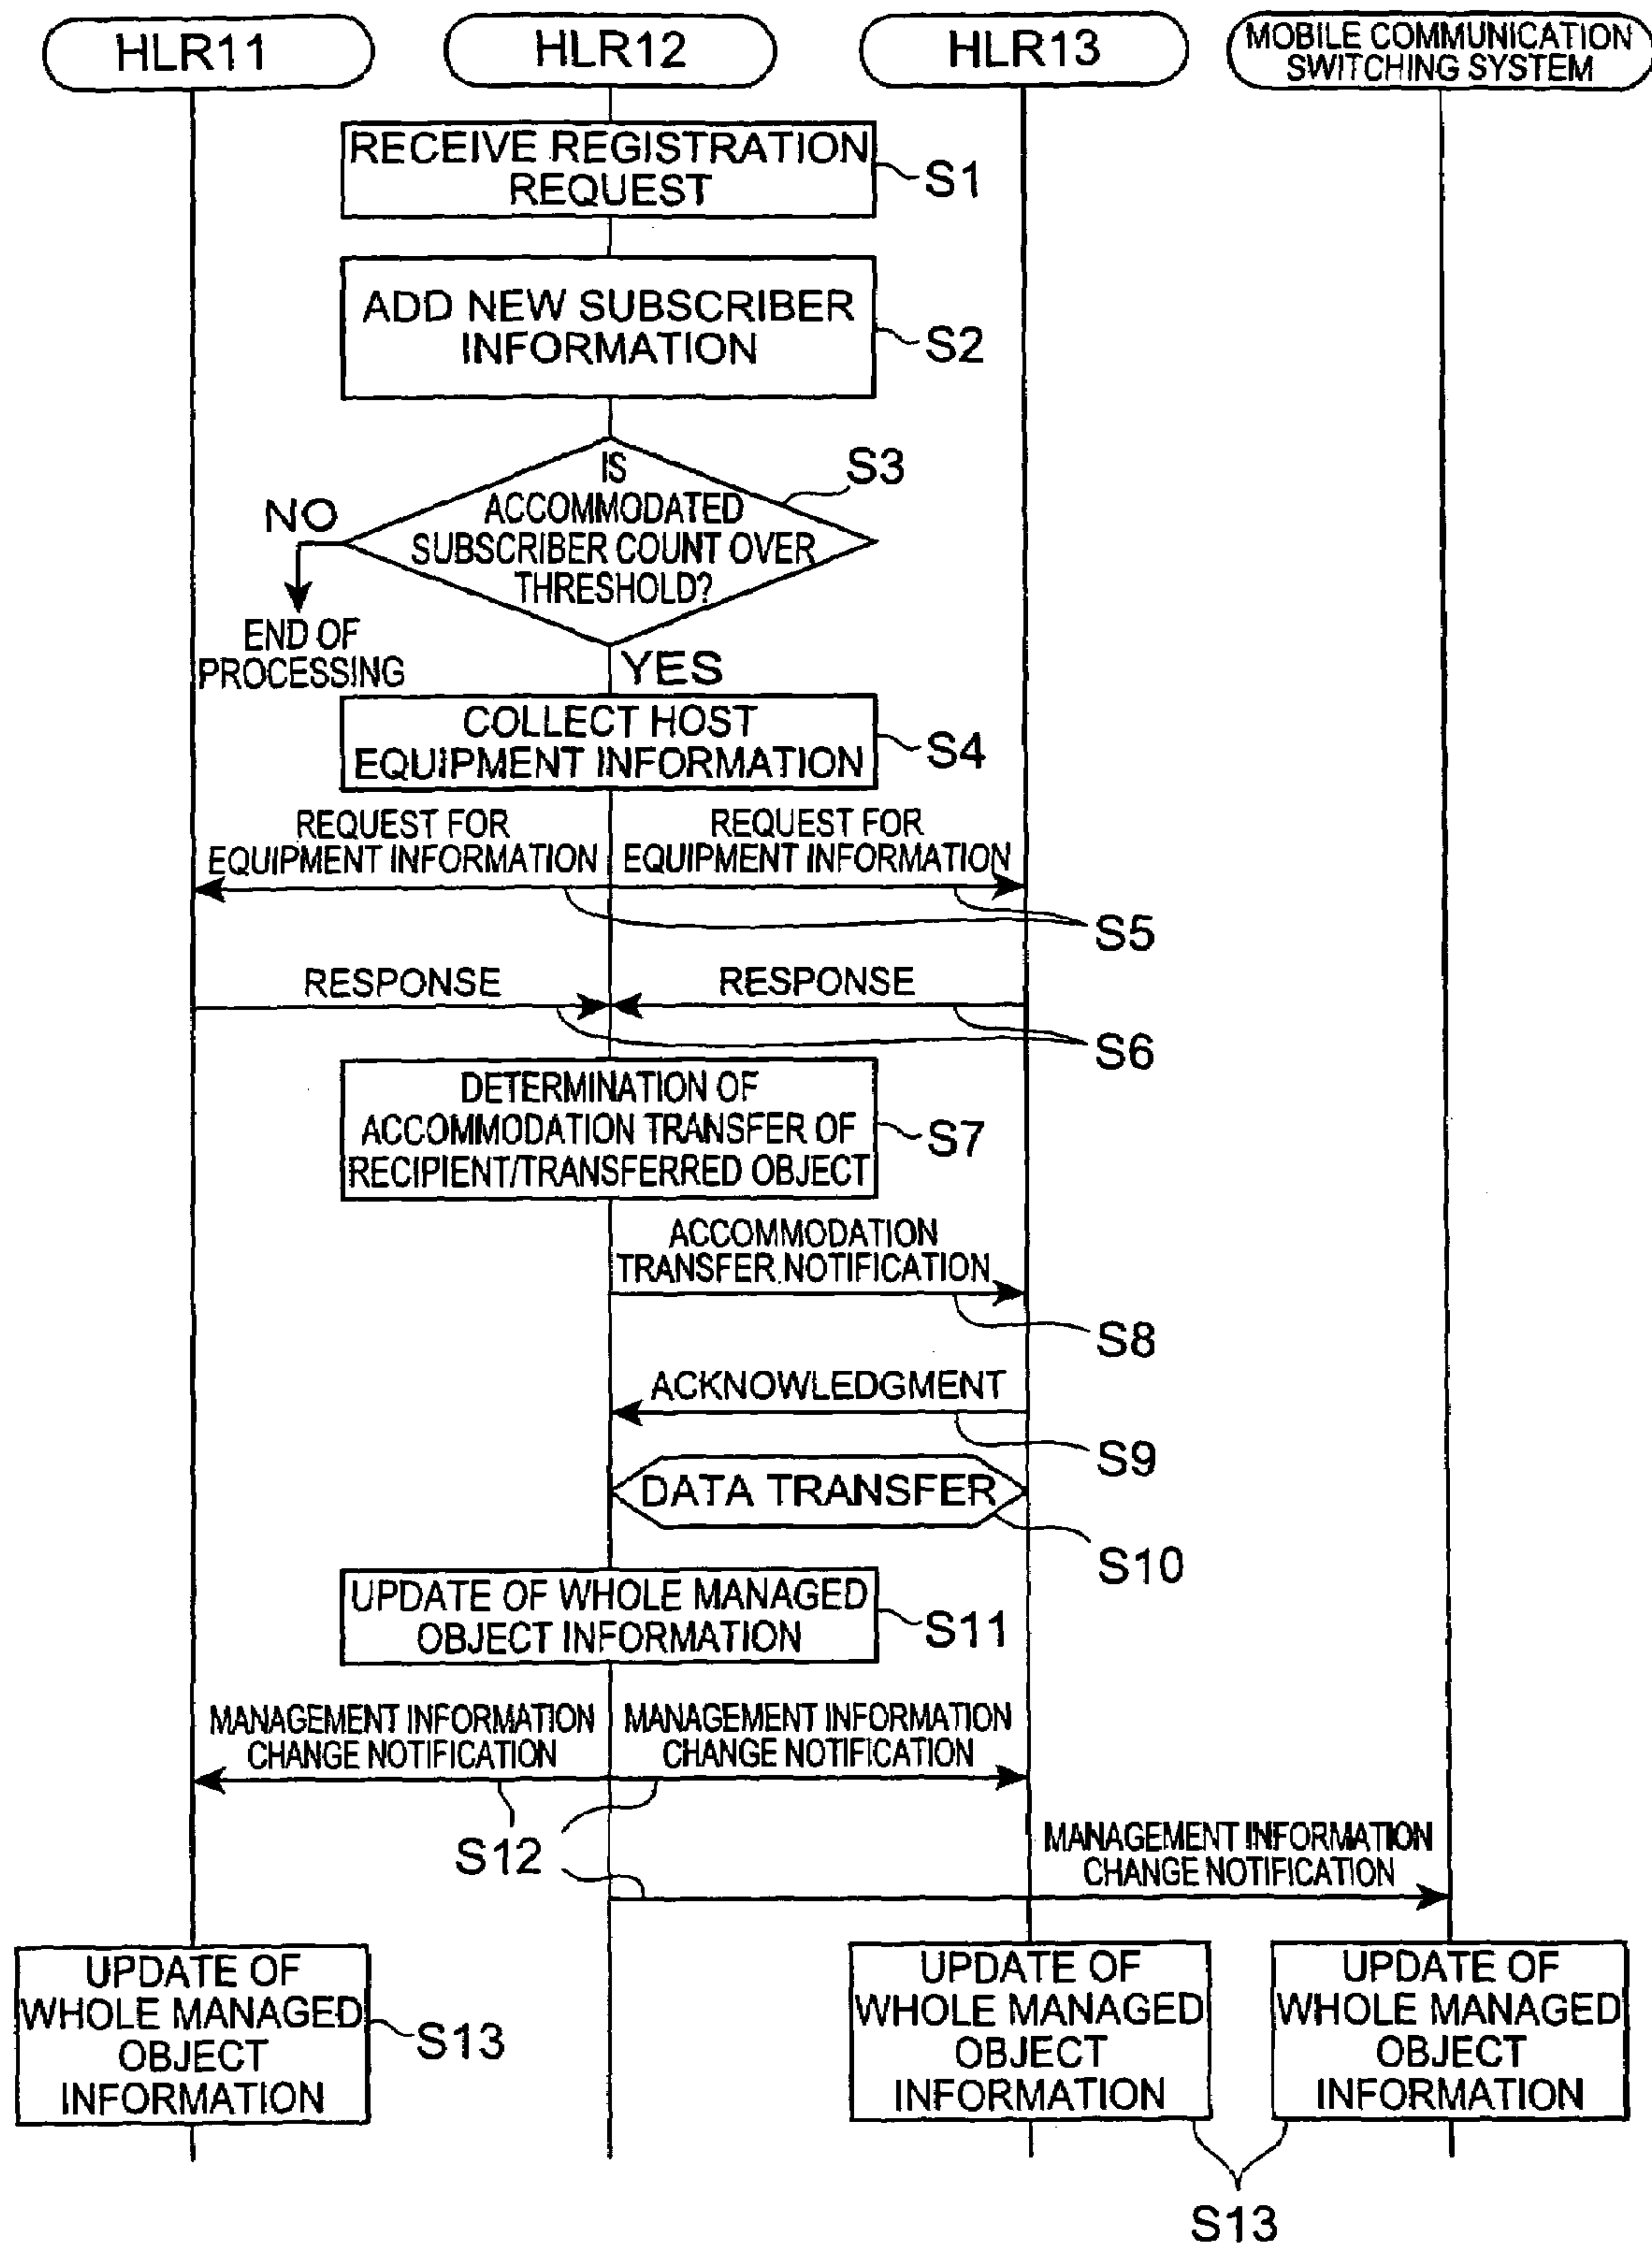 HLR11
HLR12
HLR13
MOBILE COMMUNICATION
SWITCHING SYSTEM
RECEIVE REGISTRATION
REQUEST
S1
ADD NEW SUBSCRIBER
INFORMATION
S2
IS
ACCOMMODATED
SUBSCRIBER COUNT OVER
THRESHOLD?
S3
NO
END OF
PROCESSING
YES
COLLECT HOST
EQUIPMENT INFORMATION
S4
REQUEST FOR
EQUIPMENT INFORMATION
REQUEST FOR
EQUIPMENT INFORMATION
S5
RESPONSE
RESPONSE
S6
DETERMINATION OF
ACCOMMODATION TRANSFER OF
RECIPIENT/TRANSFERRED OBJECT
S7
ACCOMMODATION
TRANSFER NOTIFICATION
S8
ACKNOWLEDGMENT
S9
DATA TRANSFER
S10
UPDATE OF WHOLE MANAGED
OBJECT INFORMATION
S11
MANAGEMENT INFORMATION
CHANGE NOTIFICATION
MANAGEMENT INFORMATION
CHANGE NOTIFICATION
S12
MANAGEMENT INFORMATION
CHANGE NOTIFICATION
UPDATE OF
WHOLE MANAGED
OBJECT
INFORMATION
S13
UPDATE OF
WHOLE MANAGED
OBJECT
INFORMATION
UPDATE OF
WHOLE MANAGED
OBJECT
INFORMATION
S13